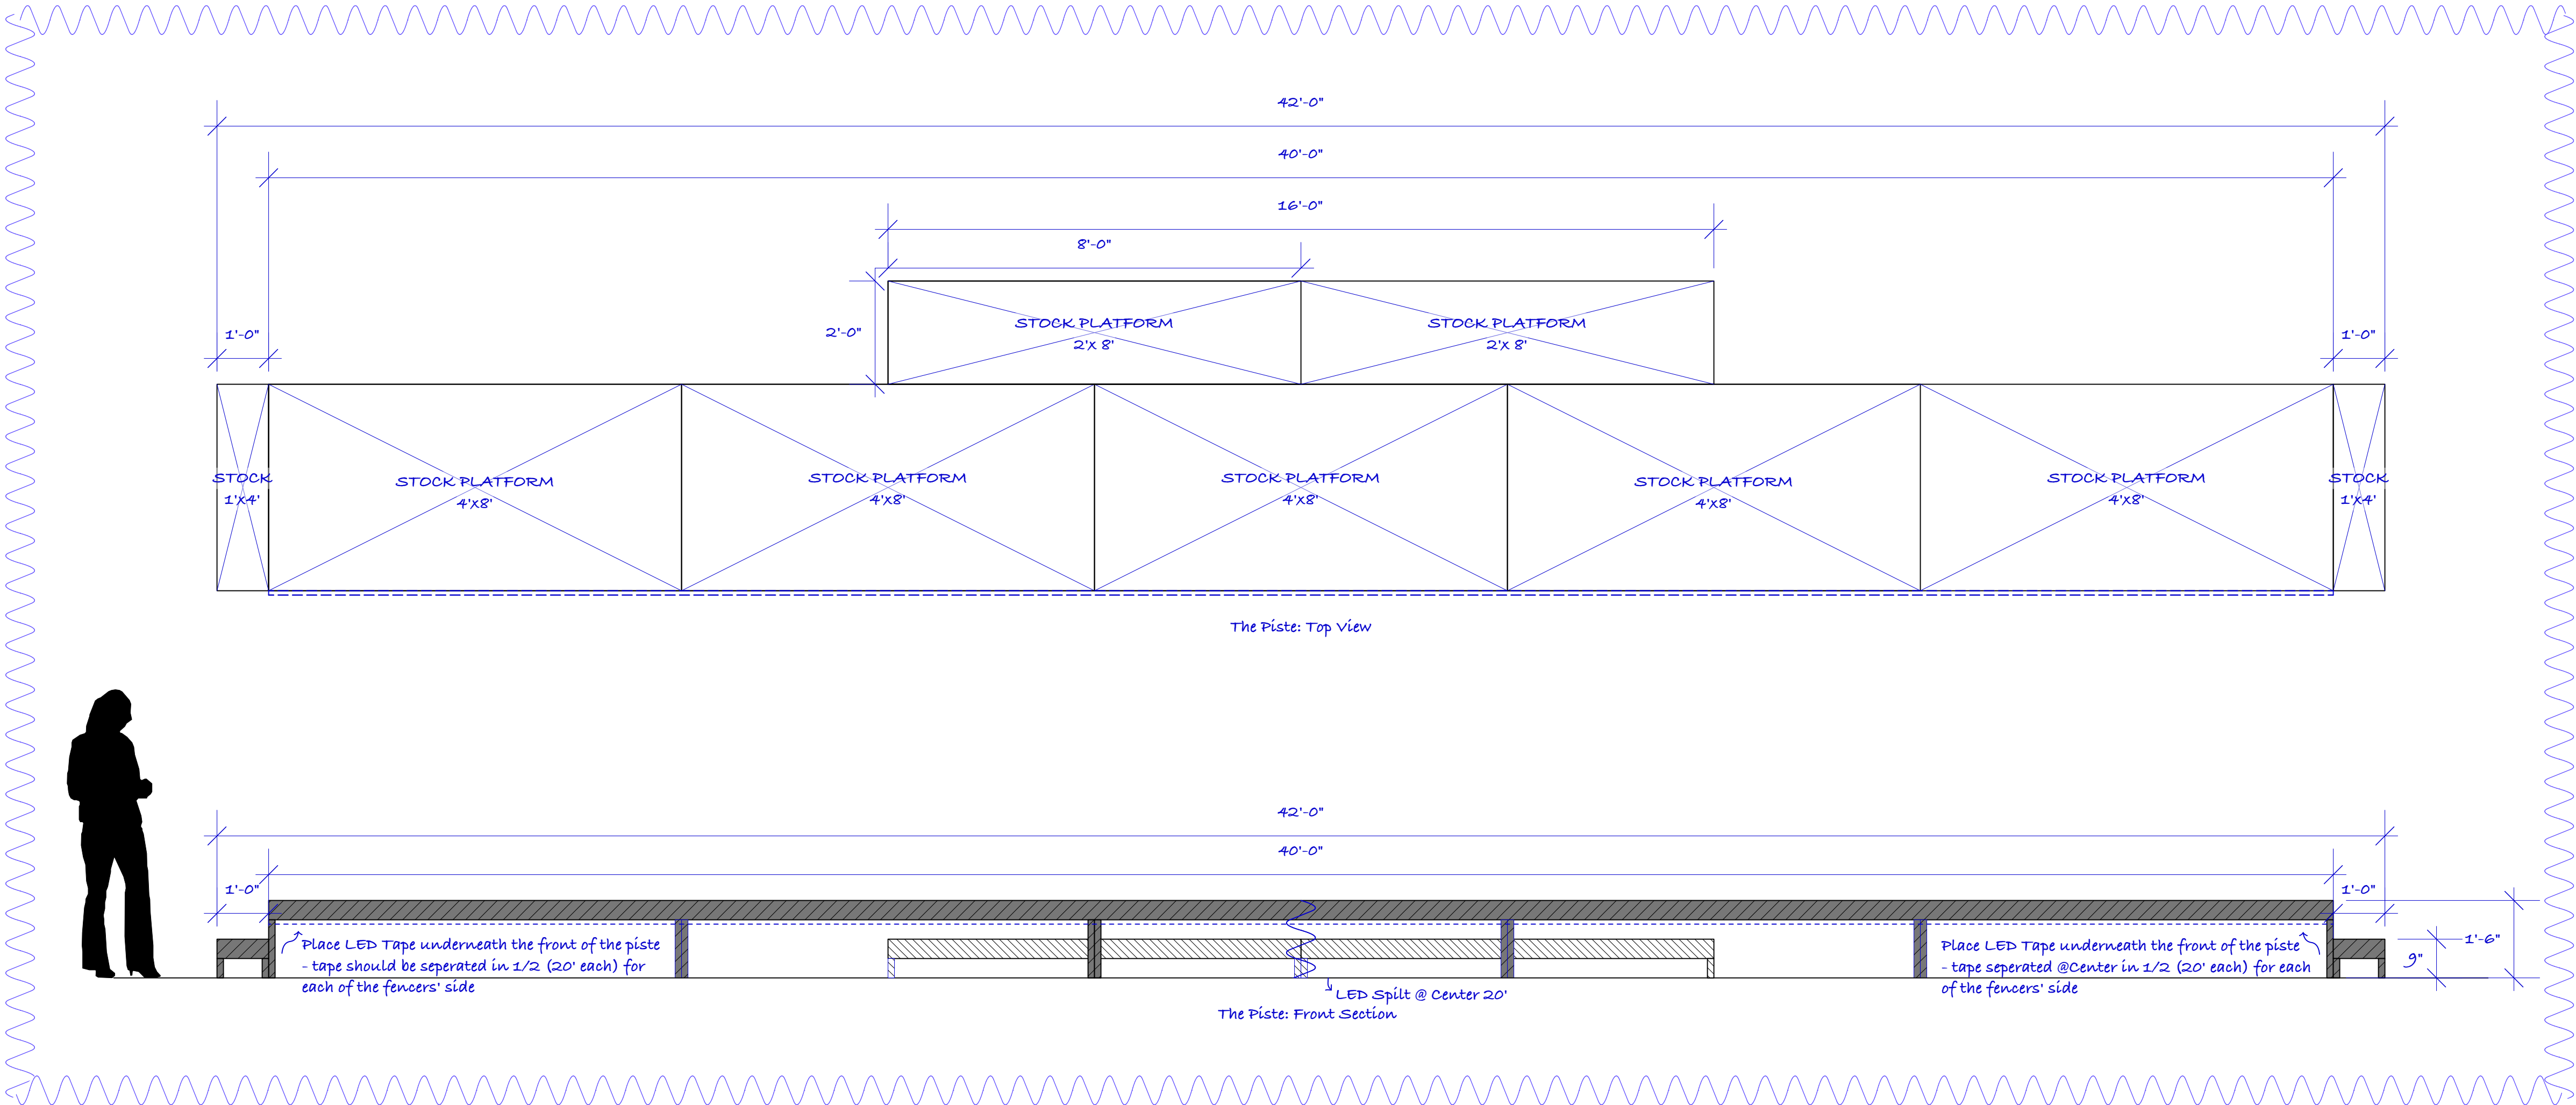 42'-0"
40'-0"
16'-0"
8'-0"
1'-0"
2'-0"
STOCK PLATFORM
2'x 8'
STOCK PLATFORM
2'x 8'
1'-0"
STOCK
1'x4'
STOCK PLATFORM
4'x8'
STOCK PLATFORM
4'x8'
STOCK PLATFORM
4'x8'
STOCK PLATFORM
4'x8'
STOCK PLATFORM
4'x8'
STOCK
1'x4'
The Piste: Top View
42'-0"
40'-0"
1'-0"
1'-0"
Place LED Tape underneath the front of the piste
- tape should be seperated in 1/2 (20' each) for
each of the fencers' side
Place LED Tape underneath the front of the piste
- tape seperated @Center in 1/2 (20' each) for each
of the fencers' side
1'-6"
9"
LED Spilt @ Center 20'
The Piste: Front Section